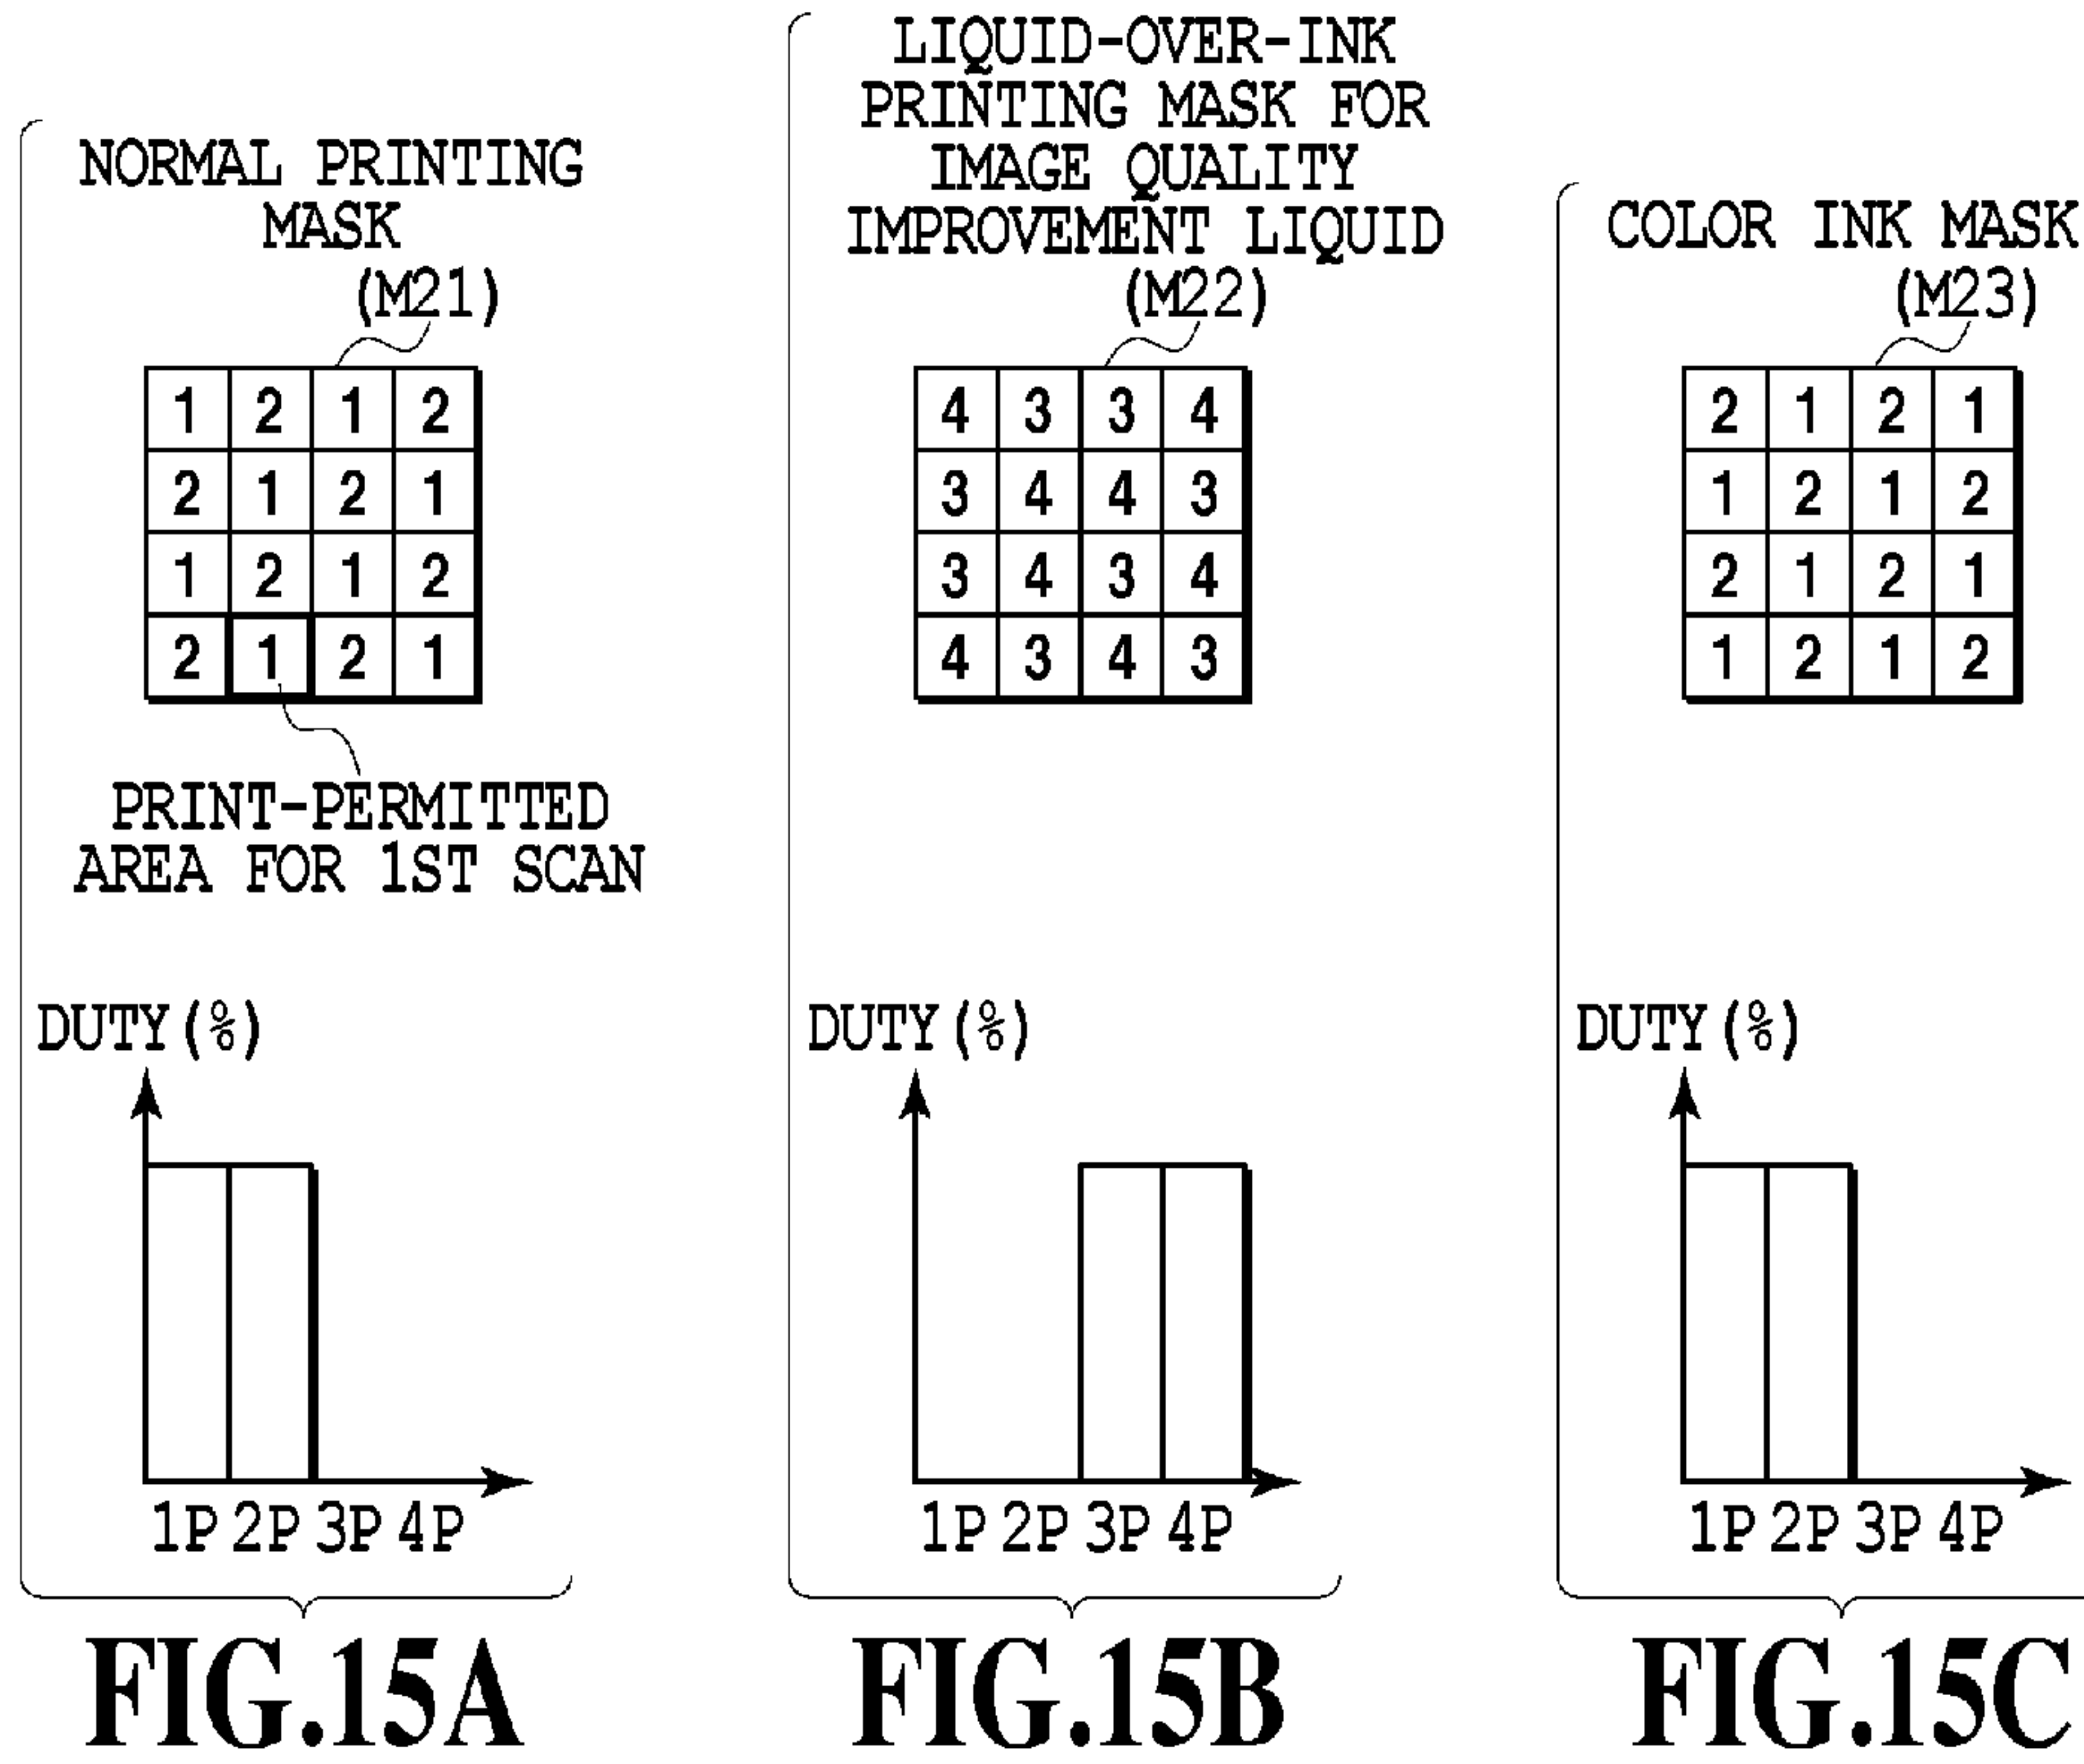 NORMAL PRINTING
MASK
(M21)
1 2 1 2
2 1 2 1
1 2 1 2
2 1 2 1
PRINT-PERMITTED
AREA FOR 1ST SCAN
DUTY(%)
1P 2P 3P 4P
FIG.15A
LIQUID-OVER-INK
PRINTING MASK FOR
IMAGE QUALITY
IMPROVEMENT LIQUID
(M22)
4 3 3 4
3 4 4 3
3 4 3 4
4 3 4 3
DUTY(%)
1P 2P 3P 4P
FIG.15B
COLOR INK MASK
(M23)
2 1 2 1
1 2 1 2
2 1 2 1
1 2 1 2
DUTY(%)
1P 2P 3P 4P
FIG.15C